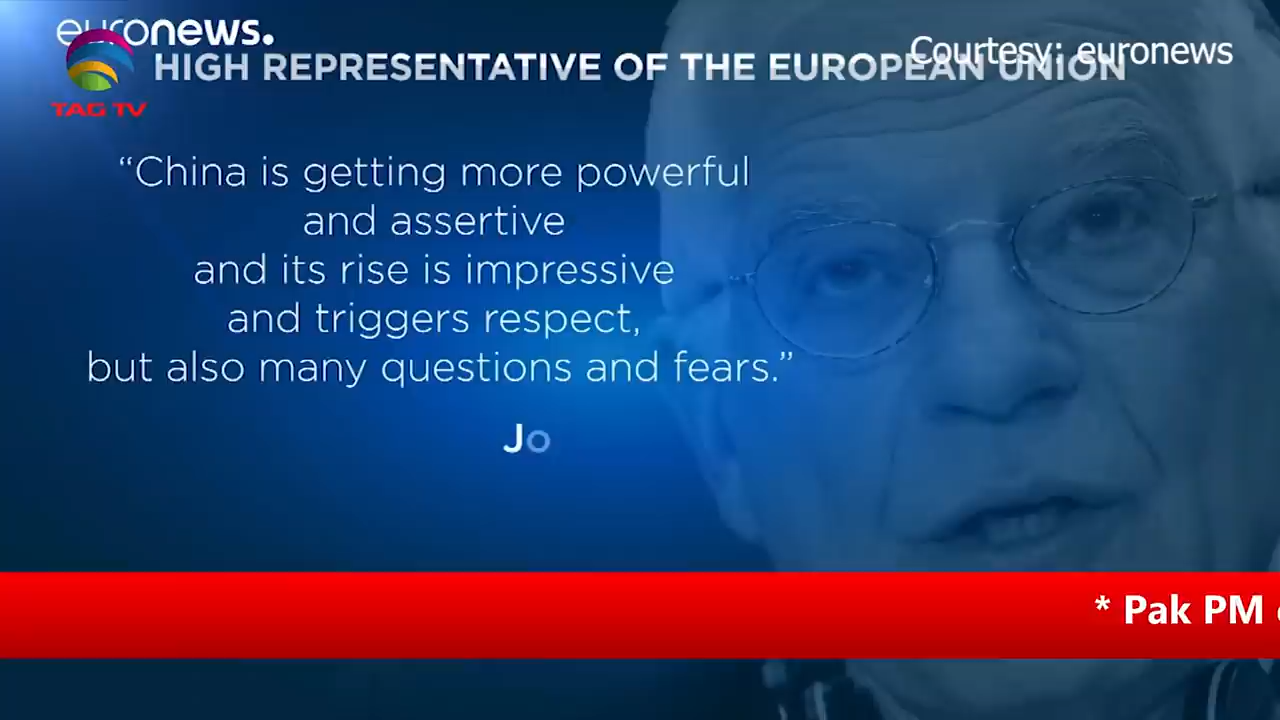 euronews.
Courtesy: euronews
HIGH REPRESENTATIVE OF THE EUROPEAN UNION
TAG TV
“China is getting more powerful
and assertive
and its rise is impressive
and triggers respect,
but also many questions and fears.”
Jo
* Pak PM